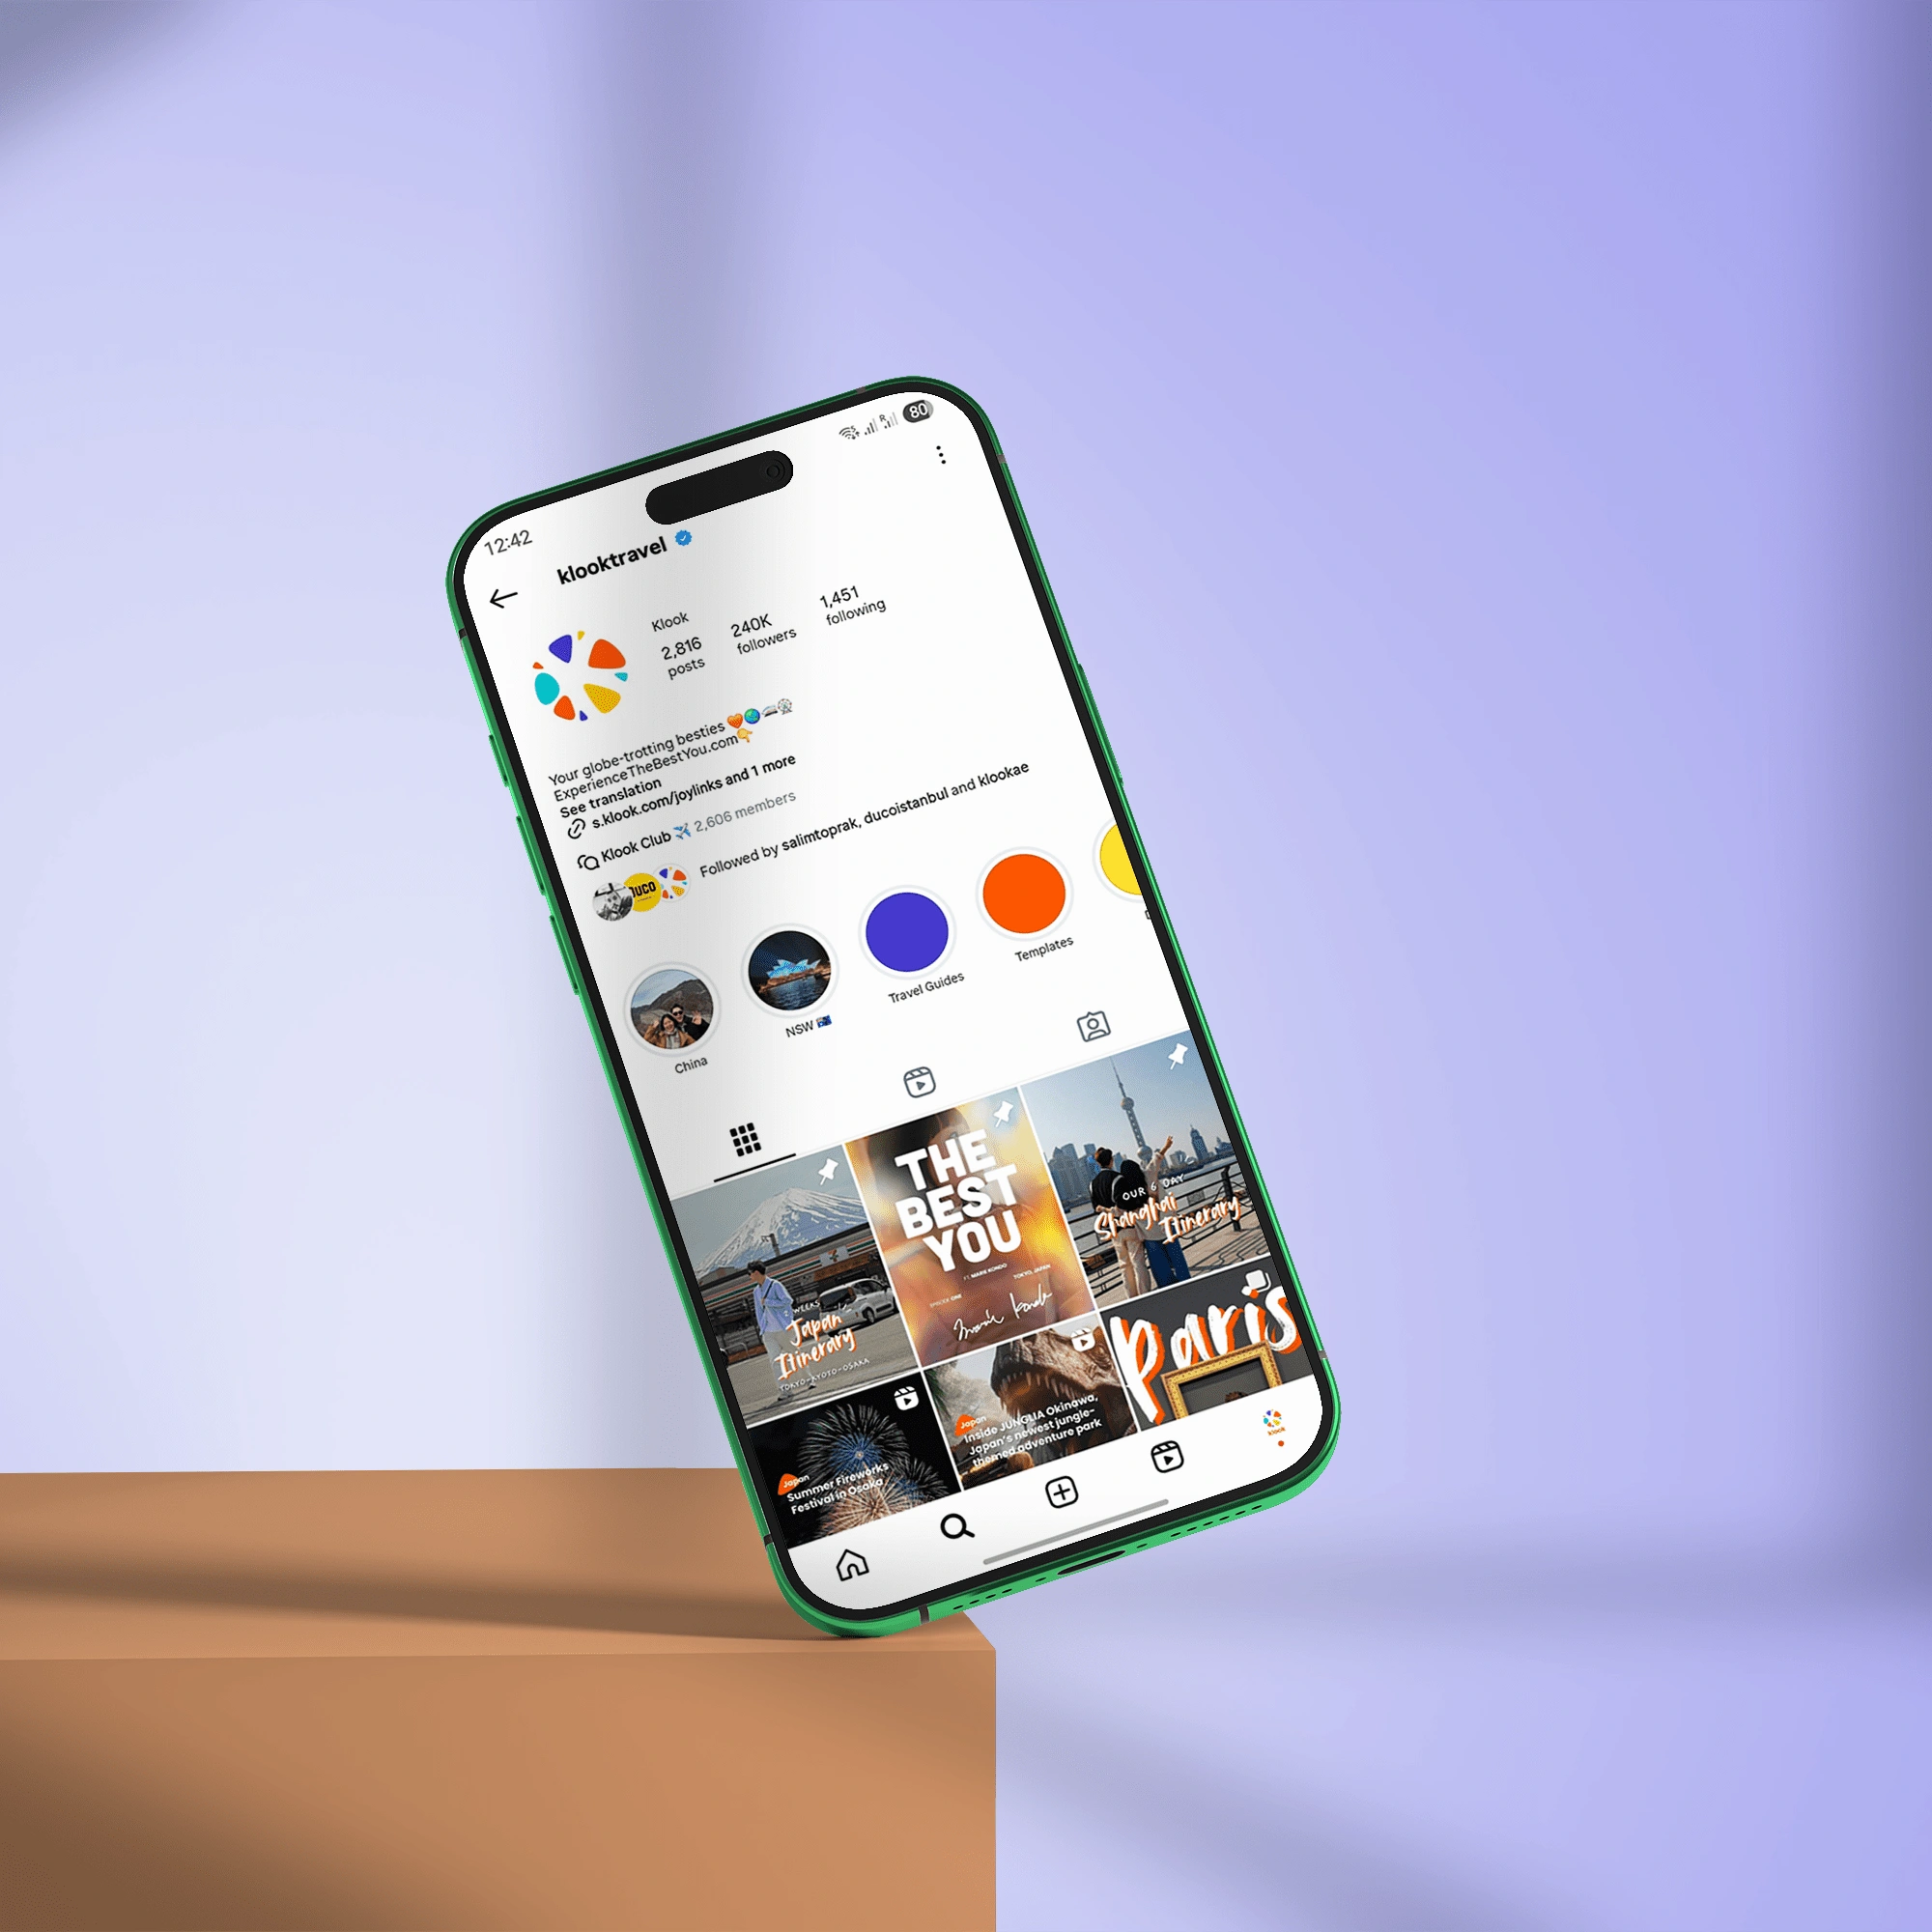 12:42
80
klooktravel
Klook
2,816 posts
240K followers
1,451 following
Your globe-trotting besties
ExperienceTheBestYou.com
See translation
s.klook.com/joylinks and 1 more
Klook Club 2,606 members
Followed by salimtoprak, ducoistanbul and klookae
DUCO
China
NSW
Travel Guides
Templates
WEEKS
Japan
Itinerary
TOKYO-KYOTO-OSAKA
THE
BEST
YOU
FT. MARIE KONDO
TOKYO, JAPAN
EPISODE ONE
OUR 6 DAY
Shanghai
Itinerary
Japan
Summer Fireworks
Festival in Osaka
Japan
Inside JUNGLIA Okinawa,
Japan's newest jungle-
themed adventure park
Paris
klook